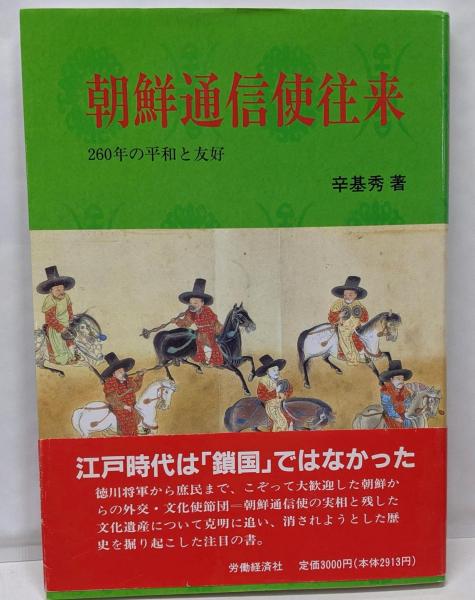 朝鮮通信使往来
260年の平和と友好
辛基秀 著
江戸時代は「鎖国」ではなかった
徳川将軍から庶民まで、こぞって大歓迎した朝鮮か
らの外交・文化使節団＝朝鮮通信使の実相と残した
文化遺産について克明に追い、消されようとした歴
史を掘り起こした注目の書。
労働経済社 定価3000円(本体2913円)